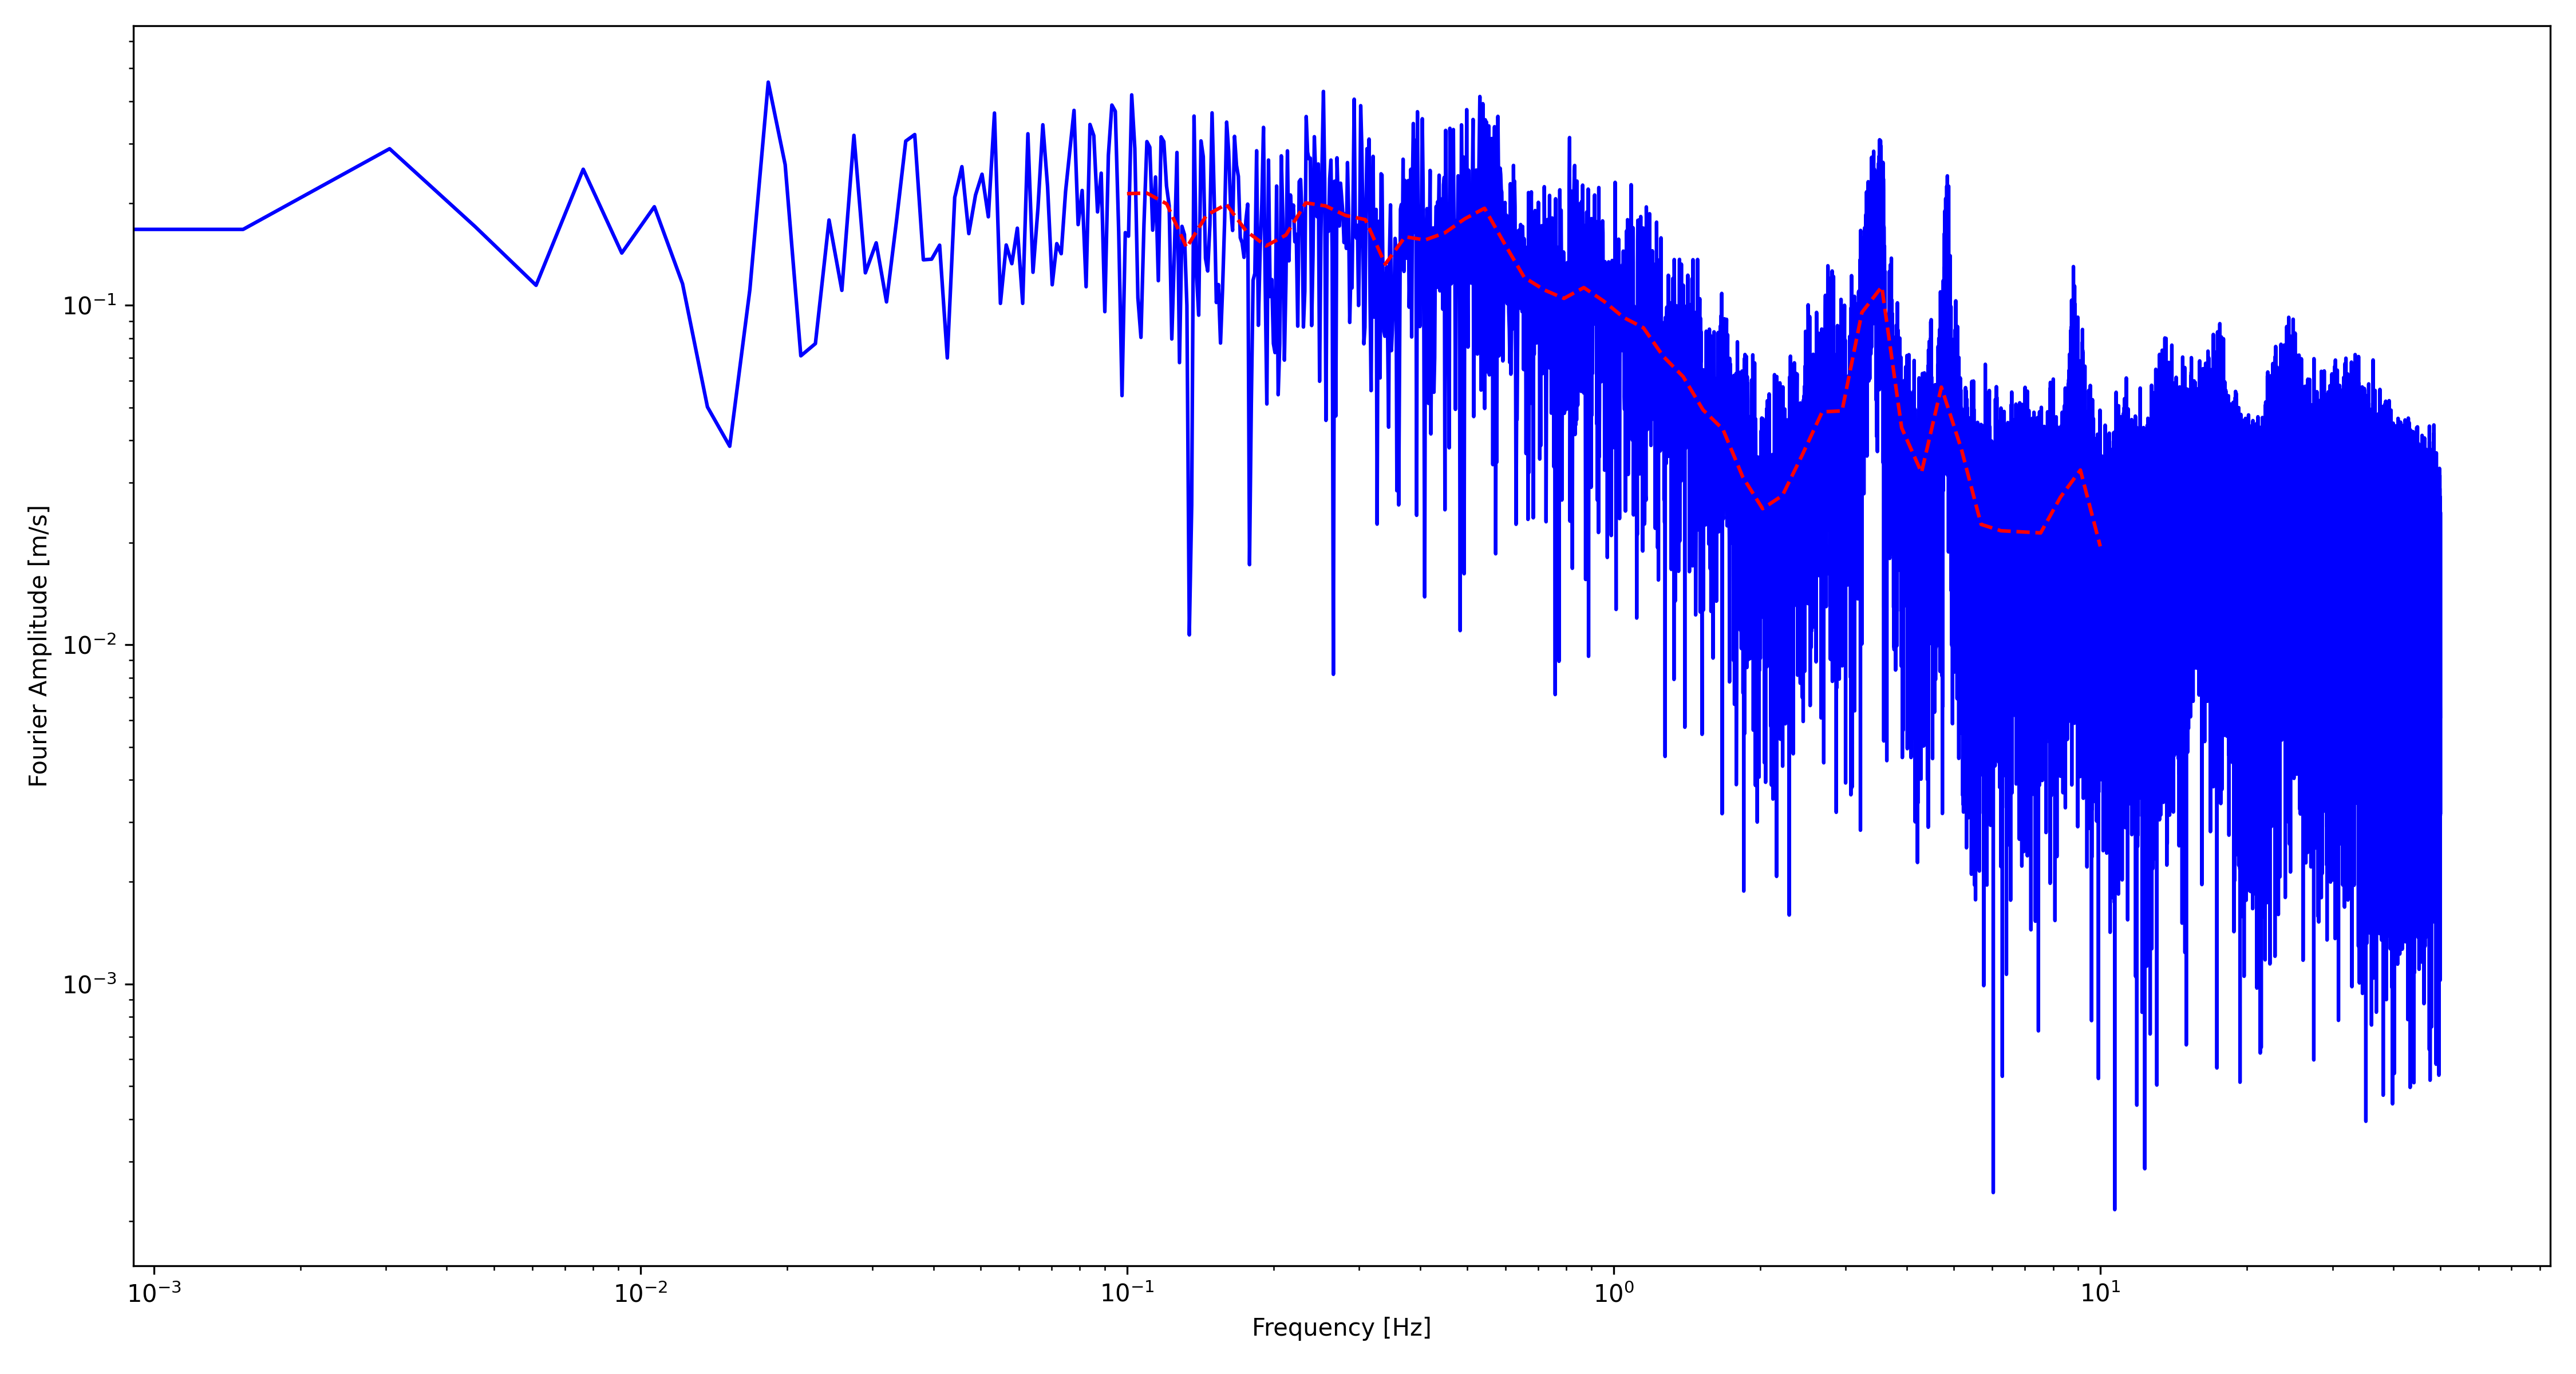 Fourier Amplitude [m/s]
10⁻¹
10⁻²
10⁻³
10⁻³ 10⁻² 10⁻¹ 10⁰ 10¹
Frequency [Hz]